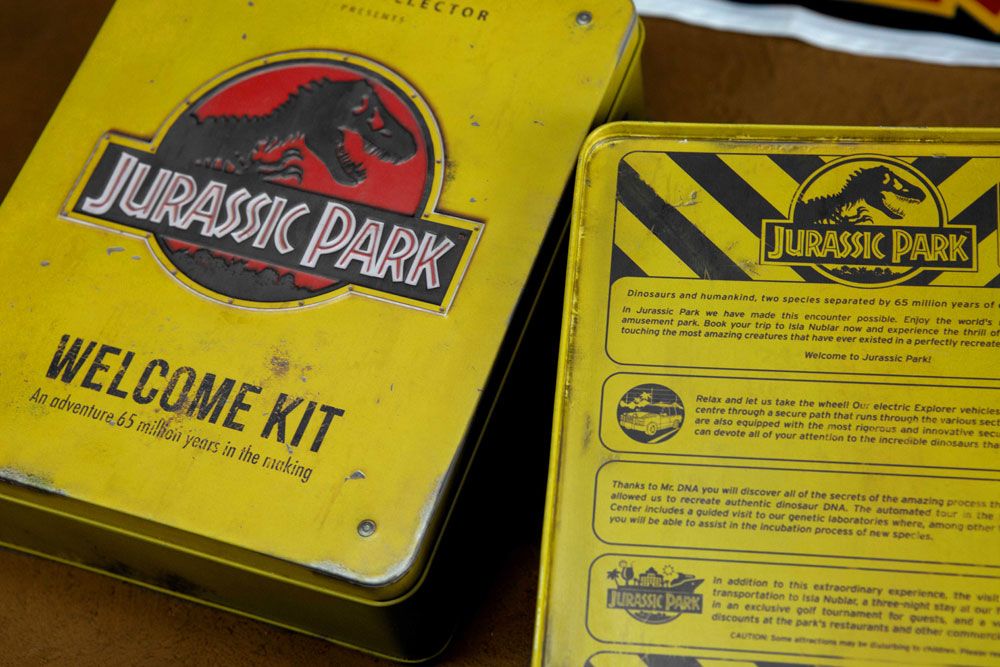 PRESENTS
JURASSIC PARK
WELCOME KIT
An adventure 65 million years in the making
JURASSIC PARK
Dinosaurs and humankind, two species separated by 65 million years of
In Jurassic Park we have made this encounter possible. Enjoy the world's
amusement park. Book your trip to Isla Nublar now and experience the thrill of
touching the most amazing creatures that have ever existed in a perfectly
Welcome to Jurassic Park!
Relax and let us take the wheel! Our electric Explorer vehicles
centre through a secure path that runs through the various
are also equipped with the most rigorous and innovative
can devote all of your attention to the incredible dinosaurs
Thanks to Mr. DNA you will discover all of the secrets of the amazing process
allowed us to recreate authentic dinosaur DNA. The automated tour in the
Center includes a guided visit to our genetic laboratories where, among other
you will be able to assist in the incubation process of new species.
JURASSIC PARK
In addition to this extraordinary experience, the
transportation to Isla Nublar, a three-night stay at our
in an exclusive golf tournament for guests, and a
discounts at the park's restaurants and other
CAUTION: Some attractions may be disturbing to children. Please